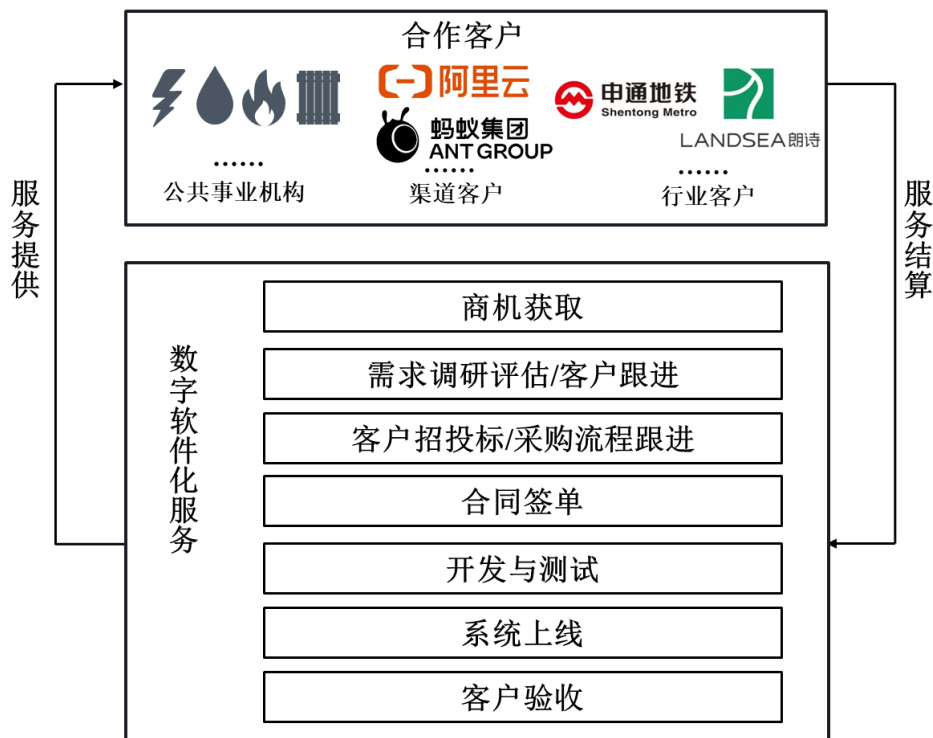 合作客户
阿里云
蚂蚁集团
ANT GROUP
申通地铁
Shentong Metro
LANDSEA朗诗
......
......
......
公共事业机构
渠道客户
行业客户
服务提供
服务结算
数字软件化服务
商机获取
需求调研评估/客户跟进
客户招投标/采购流程跟进
合同签单
开发与测试
系统上线
客户验收